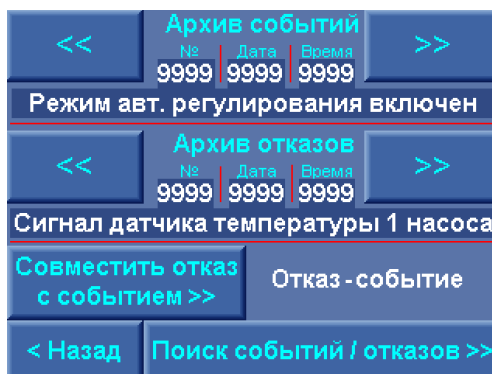 << Архив событий >>
№ Дата Время
9999 9999 9999
Режим авт. регулирования включен
<< Архив отказов >>
№ Дата Время
9999 9999 9999
Сигнал датчика температуры 1 насоса
Совместить отказ
с событием >>
Отказ-событие
< Назад Поиск событий / отказов >>